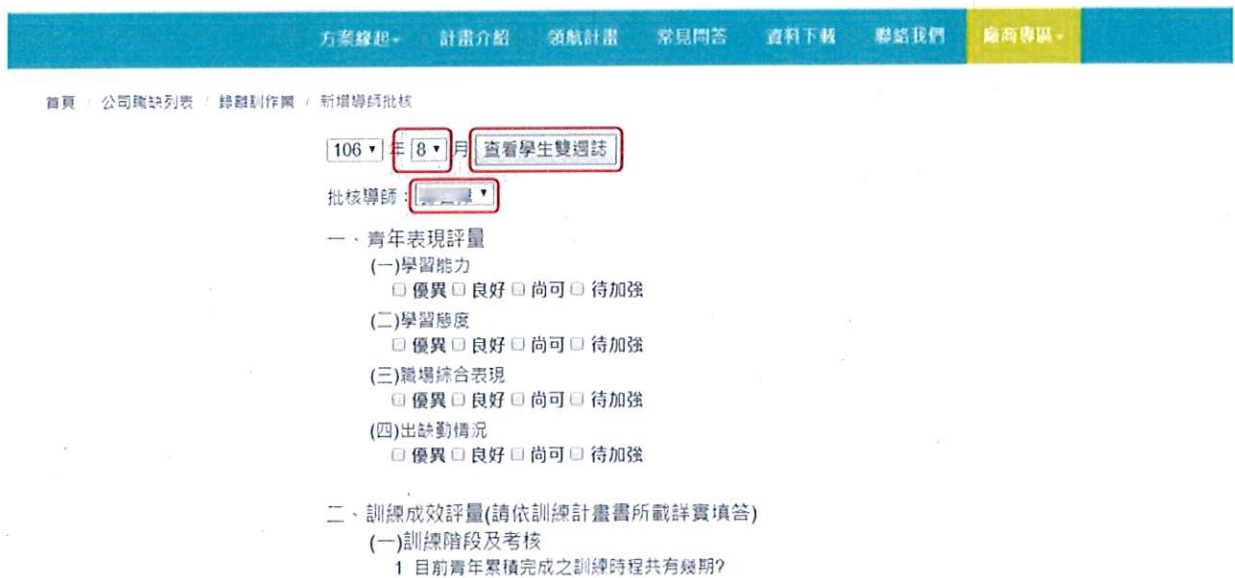 方案緣起 計畫介紹 領航計畫 常見問答 資料下載 聯絡我們 廠商專區
首頁 / 公司職缺列表 / 錄離訓作業 / 新增導師批核
106 年 8 月 查看學生雙週誌
批核導師：
一、青年表現評量
(一)學習能力
優異 良好 尚可 待加強
(二)學習態度
優異 良好 尚可 待加強
(三)職場綜合表現
優異 良好 尚可 待加強
(四)出缺勤情況
優異 良好 尚可 待加強
二、訓練成效評量(請依訓練計畫書所載詳實填答)
(一)訓練階段及考核
1 目前青年累積完成之訓練時程共有幾期?